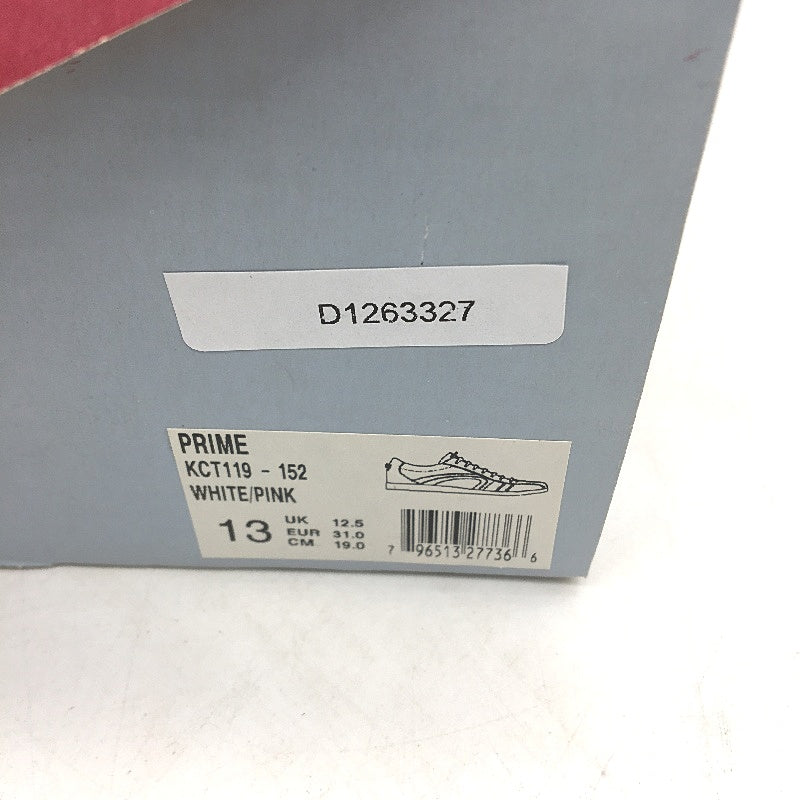 D1263327
PRIME
KCT119 - 152
WHITE/PINK
13
UK 12.5
EUR 31.0
CM 19.0
7 96513 27736 6